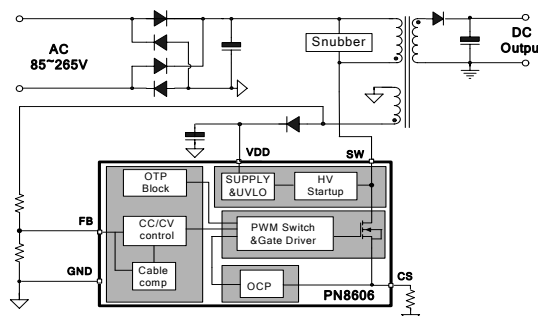 AC
85~265V
Snubber
DC
Output
VDD
SW
OTP
Block
SUPPLY
&UVLO
HV
Startup
FB
CC/CV
control
PWM Switch
&Gate Driver
Cable
comp
GND
OCP
PN8606
CS